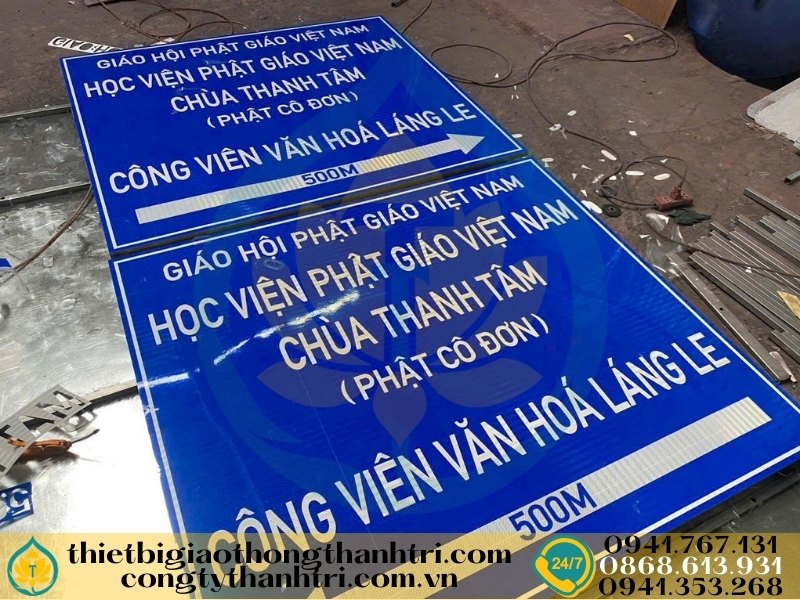 GIÁO HỘI PHẬT GIÁO VIỆT NAM
HỌC VIỆN PHẬT GIÁO VIỆT NAM
CHÙA THANH TÂM
(PHẬT CÔ ĐƠN)
CÔNG VIÊN VĂN HOÁ LÁNG LE
500M
GIÁO HỘI PHẬT GIÁO VIỆT NAM
HỌC VIỆN PHẬT GIÁO VIỆT NAM
CHÙA THANH TÂM
(PHẬT CÔ ĐƠN)
CÔNG VIÊN VĂN HOÁ LÁNG LE
500M
T
thietbigiaothongthanhtri.com
congtythanhtri.com.vn
24/7
0941.767.131
0868.613.931
0941.353.268